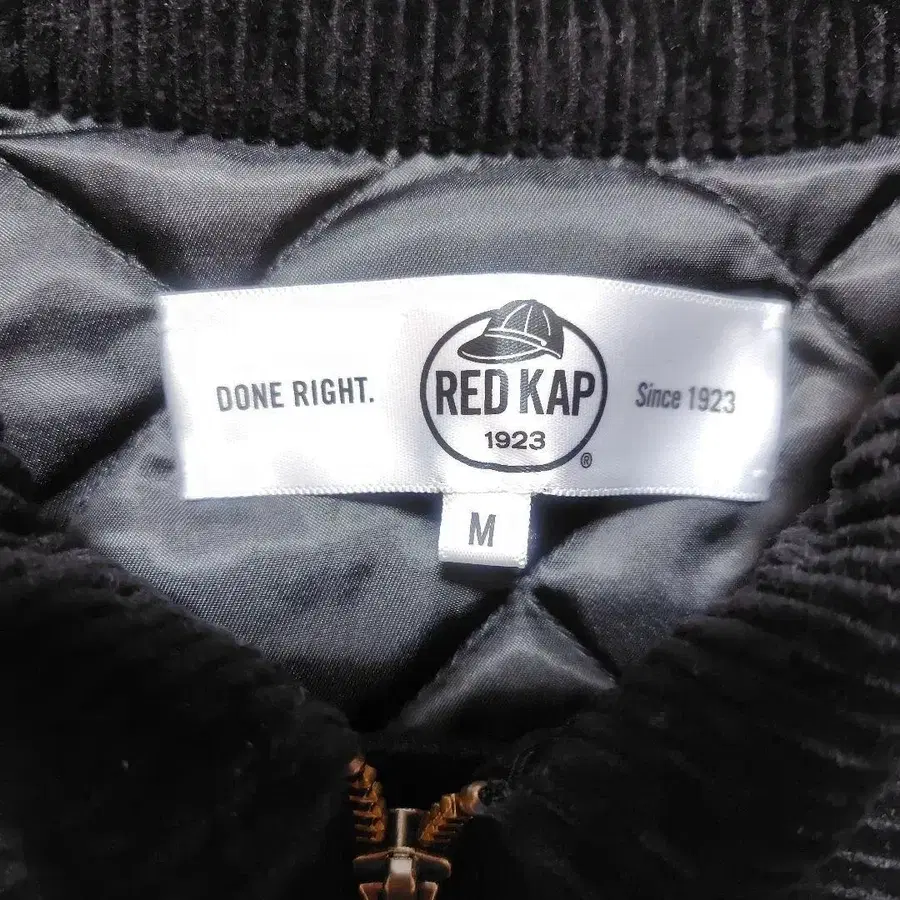 DONE RIGHT.
RED KAP
1923
®
Since 1923
M